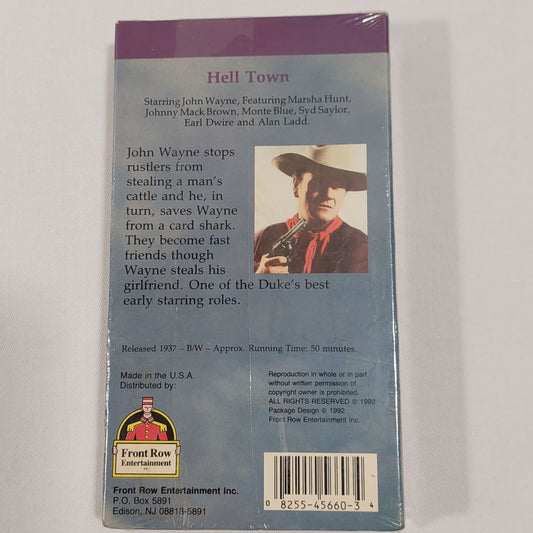 Hell Town
Starring John Wayne, Featuring Marsha Hunt,
Johnny Mack Brown, Monte Blue, Syd Saylor,
Earl Dwire and Alan Ladd.
John Wayne stops
rustlers from
stealing a man's
cattle and he, in
turn, saves Wayne
from a card shark.
They become fast
friends though
Wayne steals his
girlfriend. One of the Duke's best
early starring roles.
Released 1937 – B/W – Approx. Running Time: 50 minutes.
Made in the U.S.A.
Distributed by:
Front Row
Entertainment
Front Row Entertainment Inc.
P.O. Box 5891
Edison, NJ 08818-5891
Reproduction in whole or in part
without written permission of
copyright owner is prohibited.
ALL RIGHTS RESERVED © 1992
Package Design © 1992
Front Row Entertainment Inc.
0 8255-45660-3 4